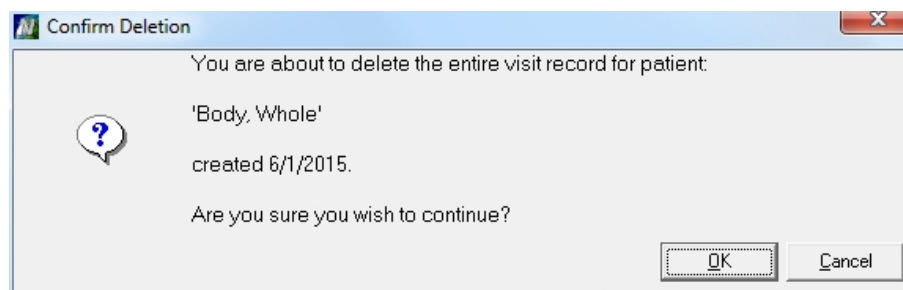 Confirm Deletion
You are about to delete the entire visit record for patient:
'Body, Whole'
created 6/1/2015.
Are you sure you wish to continue?
OK Cancel